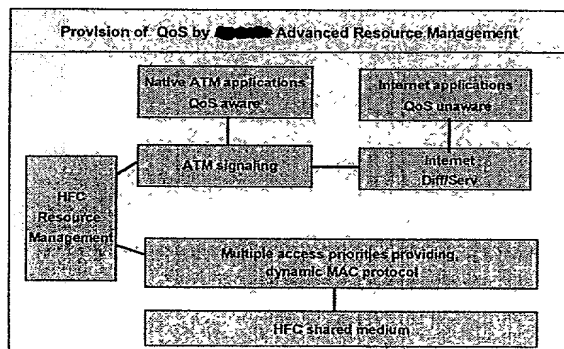 Provision of QoS by Advanced Resource Management
Native ATM applications
QoS aware
Internet applications
QoS unaware
ATM signaling
Internet
Diff/Serv
HFC
Resource
Management
Multiple access priorities providing,
dynamic MAC protocol
HFC shared medium